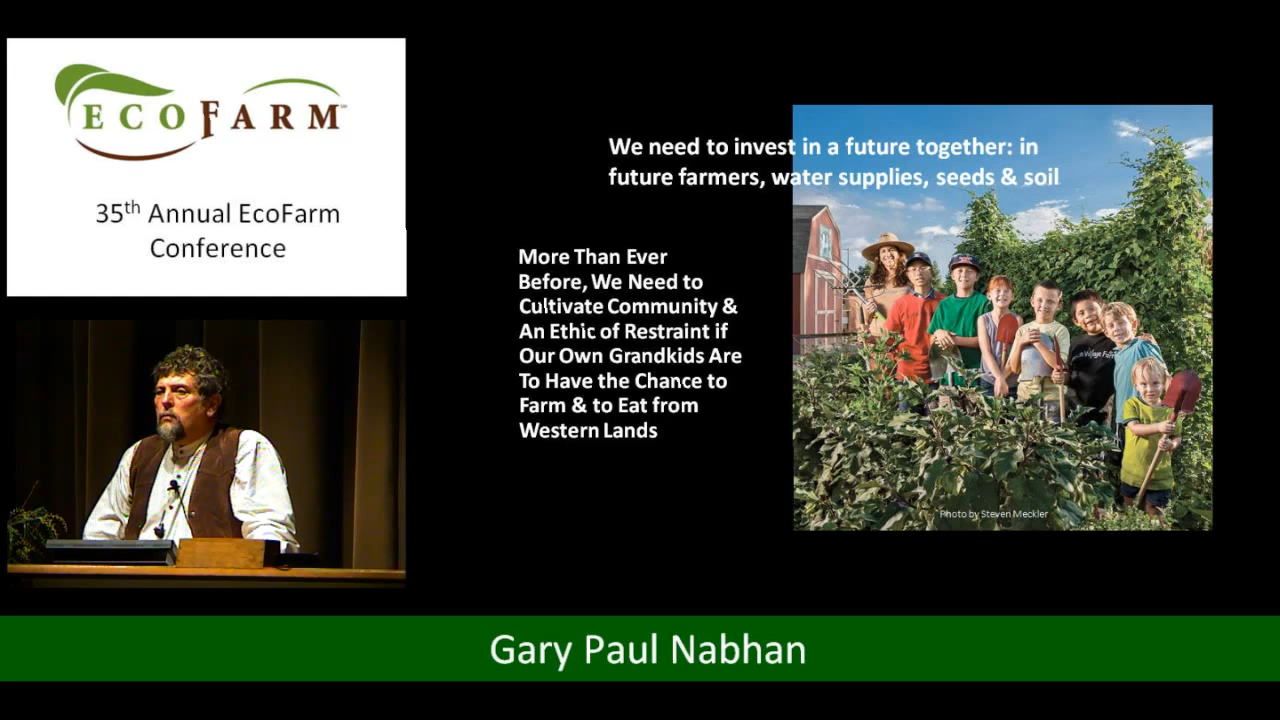 ECOFARM
35th Annual EcoFarm
Conference
We need to invest in a future together: in
future farmers, water supplies, seeds & soil
More Than Ever
Before, We Need to
Cultivate Community &
An Ethic of Restraint if
Our Own Grandkids Are
To Have the Chance to
Farm & to Eat from
Western Lands
Photo by Steven Meckler
Gary Paul Nabhan